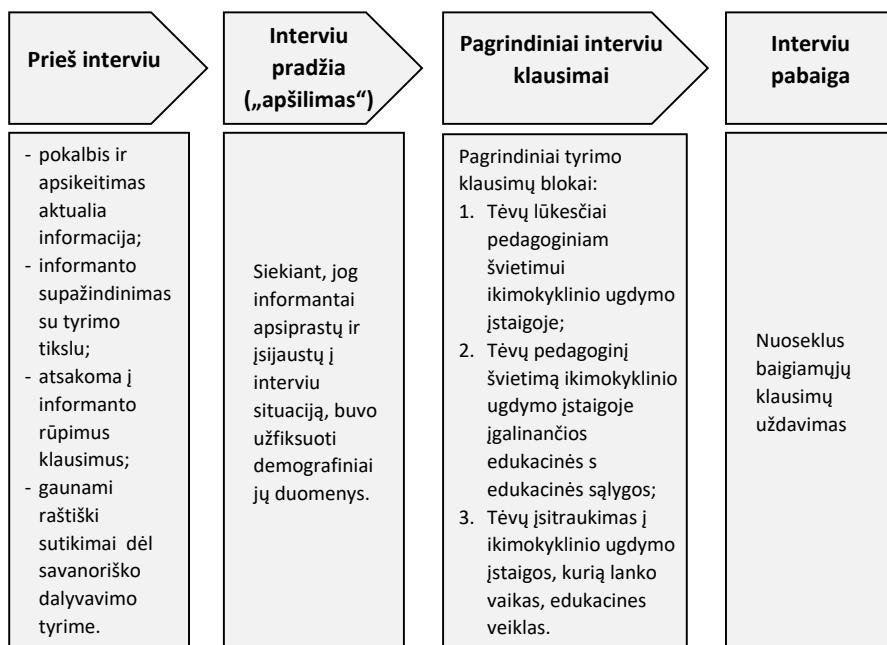 Prieš interviu
Interviu
pradžia
(„apšilimas“)
Pagrindiniai interviu
klausimai
Interviu
pabaiga
- pokalbis ir
apsikeitimas
aktualia
informacija;
- informanto
supažindinimas
su tyrimo
tikslu;
- atsakoma į
informanto
rūpimus
klausimus;
- gaunami
raštiški
sutikimai dėl
savanoriško
dalyvavimo
tyrime.
Siekiant, jog
informantai
apsiprastų ir
įsijaustų į
interviu
situaciją, buvo
užfiksuoti
demografiniai
jų duomenys.
Pagrindiniai tyrimo
klausimų blokai:
1. Tėvų lūkesčiai
pedagoginiam
švietimui
ikimokyklinio ugdymo
įstaigoje;
2. Tėvų pedagoginį
švietimą ikimokyklinio
ugdymo įstaigoje
įgalinančios
edukacinės s
edukacinės sąlygos;
3. Tėvų įsitraukimas į
ikimokyklinio ugdymo
įstaigos, kurią lanko
vaikas, edukacines
veiklas.
Nuoseklus
baigiamųjų
klausimų
uždavimas